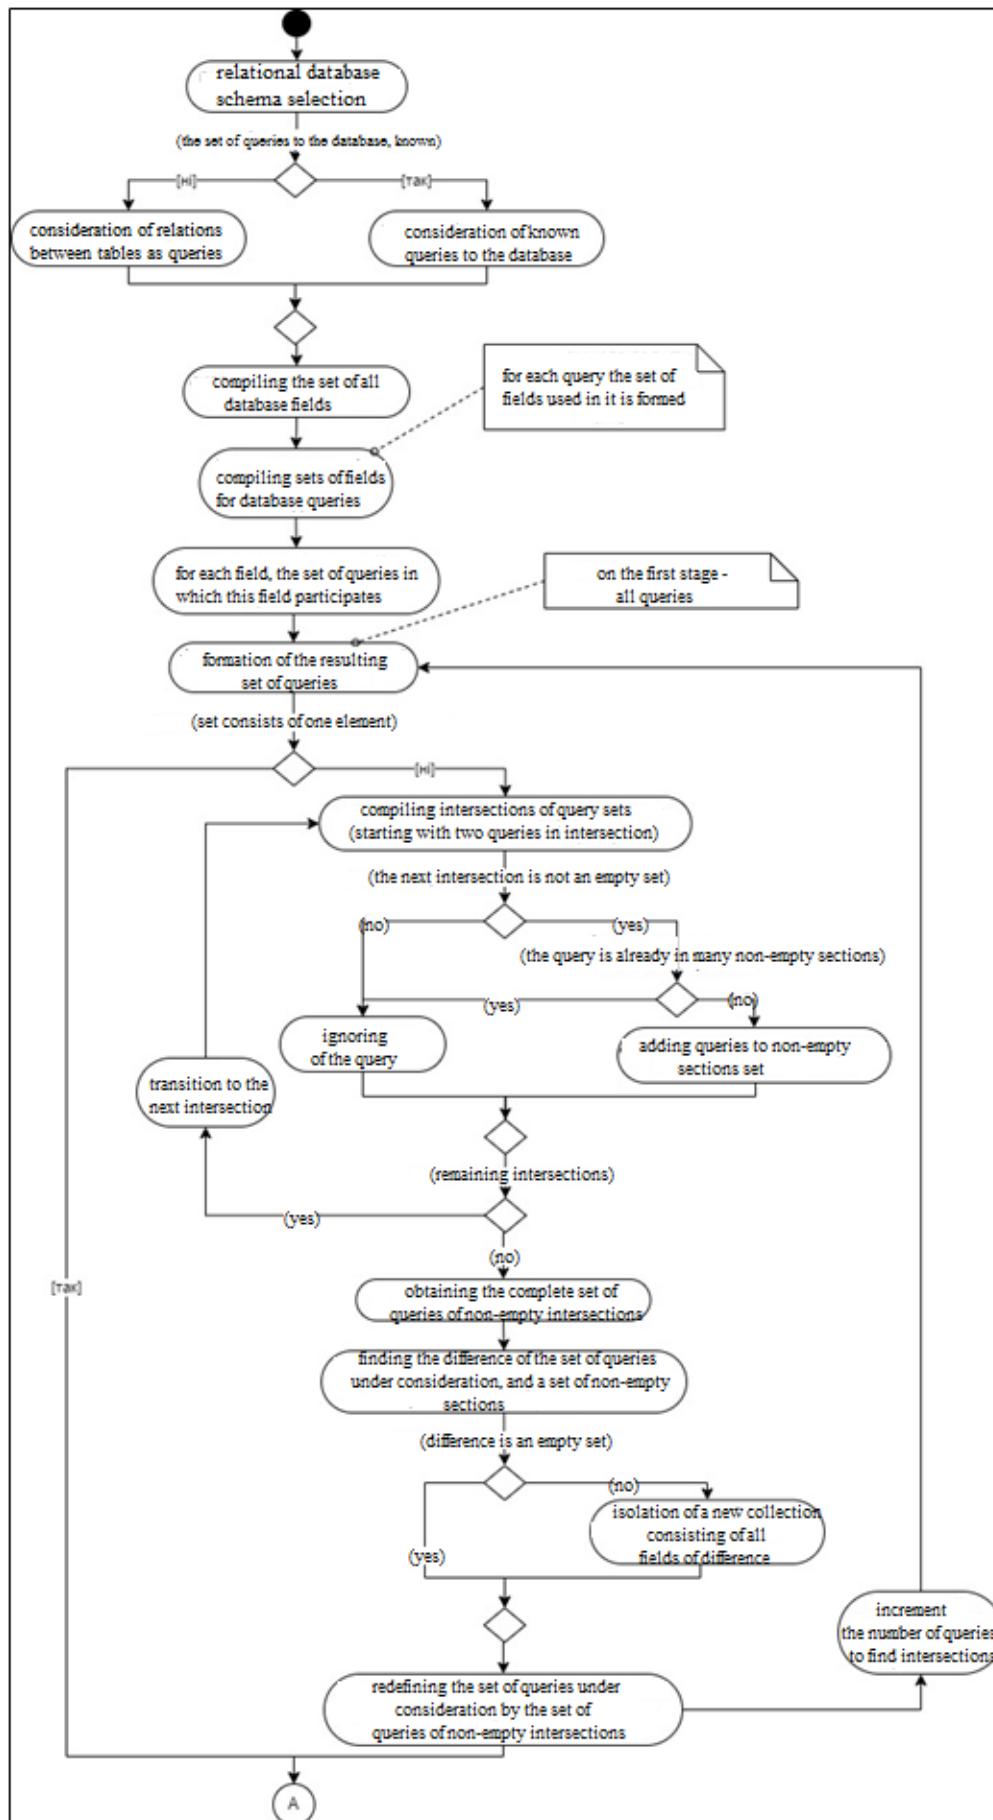 relational database
schema selection
(the set of queries to the database, known)
[ні]
[так]
consideration of relations
between tables as queries
consideration of known
queries to the database
compiling the set of all
database fields
for each query the set of
fields used in it is formed
compiling sets of fields
for database queries
for each field, the set of queries in
which this field participates
on the first stage -
all queries
formation of the resulting
set of queries
(set consists of one element)
[ні]
compiling intersections of query sets
(starting with two queries in intersection)
(the next intersection is not an empty set)
(no)
(yes)
(the query is already in many non-empty sections)
(yes)
(no)
ignoring
of the query
adding queries to non-empty
sections set
transition to the
next intersection
(remaining intersections)
(yes)
(no)
[так]
obtaining the complete set of
queries of non-empty intersections
finding the difference of the set of queries
under consideration, and a set of non-empty
sections
(difference is an empty set)
(no)
isolation of a new collection
consisting of all
fields of difference
(yes)
increment
the number of queries
to find intersections
redefining the set of queries under
consideration by the set of
queries of non-empty intersections
A